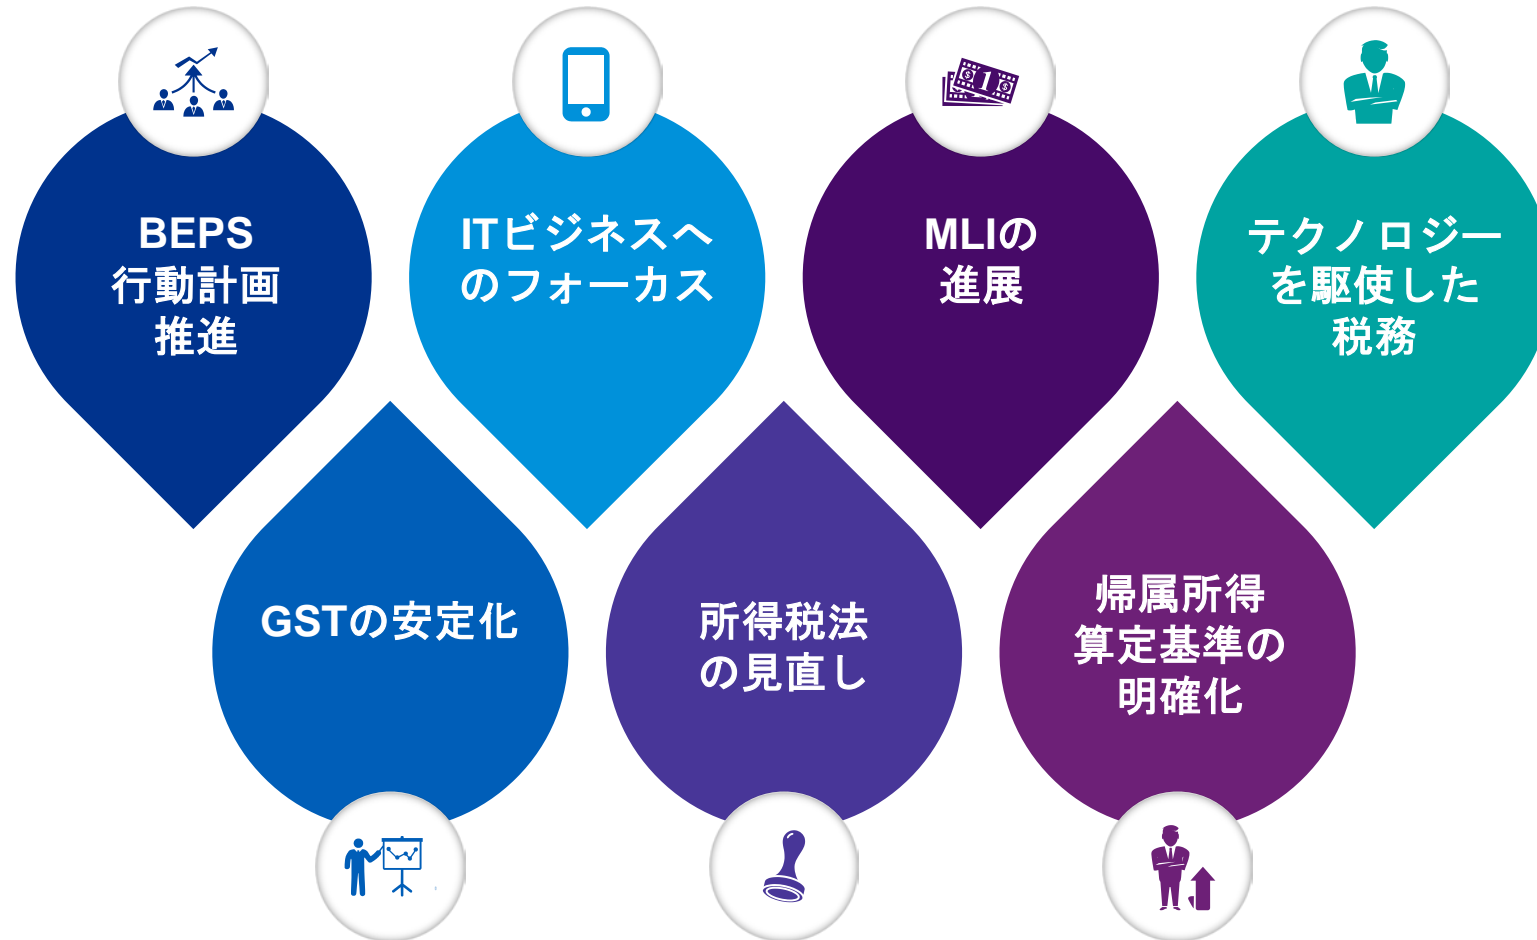 BEPS
行動計画
推進
ITビジネスへ
のフォーカス
MLIの
進展
テクノロジー
を駆使した
税務
GSTの安定化
所得税法
の見直し
帰属所得
算定基準の
明確化